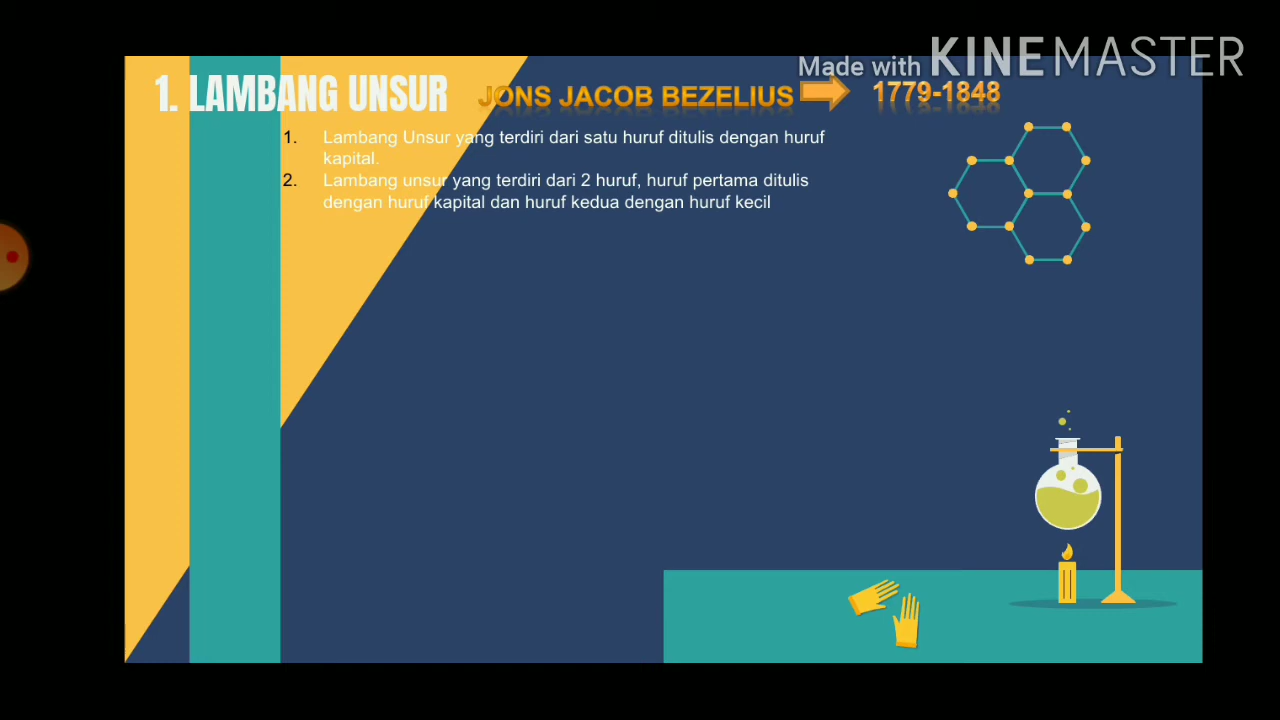 Made with KINEMASTER
1. LAMBANG UNSUR
JONS JACOB BEZELIUS
1779-1848
1. Lambang Unsur yang terdiri dari satu huruf ditulis dengan huruf
kapital.
2. Lambang unsur yang terdiri dari 2 huruf, huruf pertama ditulis
dengan huruf kapital dan huruf kedua dengan huruf kecil